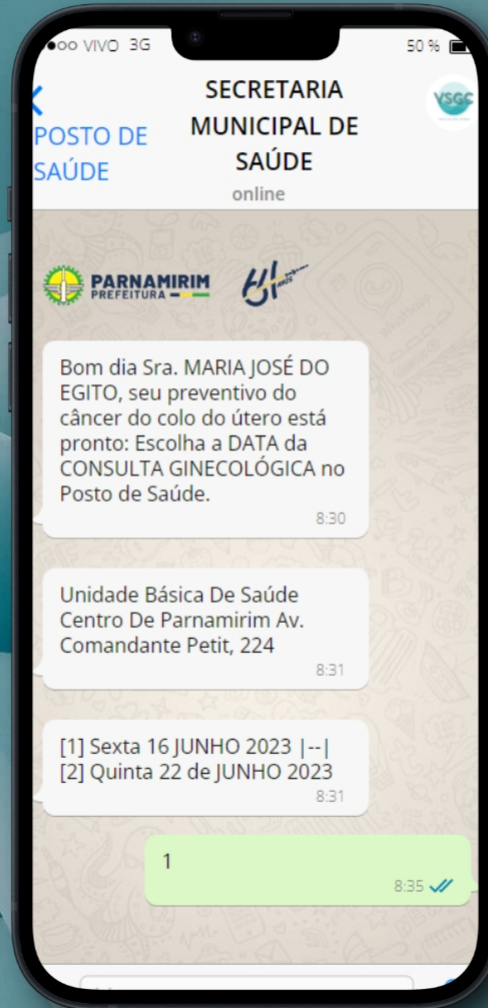 VIVO 3G
50 %
SECRETARIA
MUNICIPAL DE
SAÚDE
online
POSTO DE
SAÚDE
VSGC
PARNAMIRIM
PREFEITURA
Bom dia Sra. MARIA JOSÉ DO
EGITO, seu preventivo do
câncer do colo do útero está
pronto: Escolha a DATA da
CONSULTA GINECOLÓGICA no
Posto de Saúde.
8:30
Unidade Básica De Saúde
Centro De Parnamirim Av.
Comandante Petit, 224
8:31
[1] Sexta 16 JUNHO 2023 |--|
[2] Quinta 22 de JUNHO 2023
8:31
1
8:35